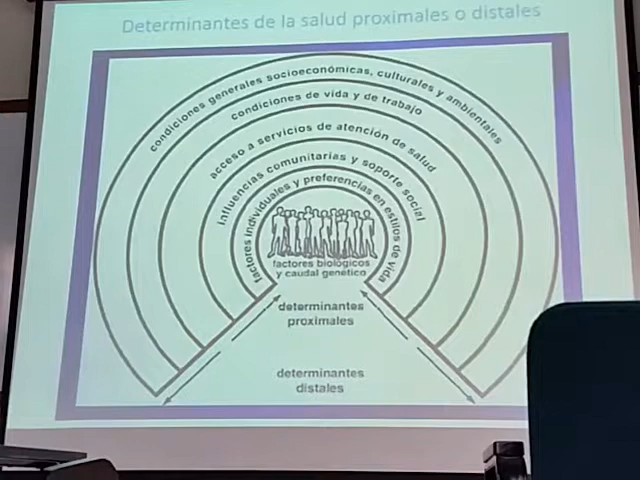 Determinantes de la salud proximales o distales
condiciones generales socioeconómicas, culturales y ambientales
condiciones de vida y de trabajo
acceso a servicios de atención de salud
influencias comunitarias y soporte social
factores individuales y preferencias en estilos de vida
factores biológicos
y caudal genético
determinantes
proximales
determinantes
distales